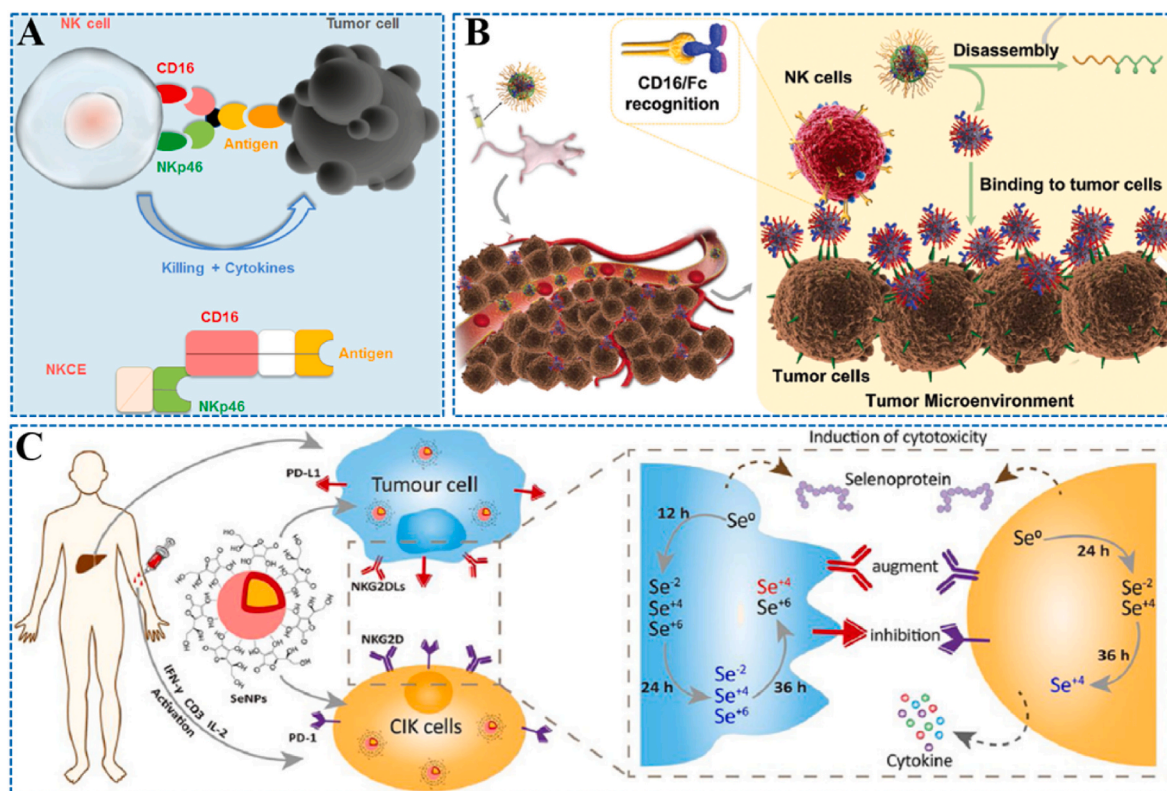 A
NK cell
Tumor cell
CD16
Antigen
NKp46
Killing + Cytokines
CD16
NKCE
Antigen
NKp46
B
CD16/Fc
recognition
NK cells
Disassembly
Binding to tumor cells
Tumor cells
Tumor Microenvironment
C
PD-L1
Tumour cell
NKG2DLs
SeNPs
NKG2D
IFN-γ CD3 IL-2
Activation
PD-1
CIK cells
Induction of cytotoxicity
Selenoprotein
12 h
Se0
Se-2
Se+4
Se+6
24 h
Se-2
Se+4
Se+6
36 h
Se+4
Se+6
augment
inhibition
Cytokine
Se0
24 h
Se-2
Se+4
36 h
Se+4